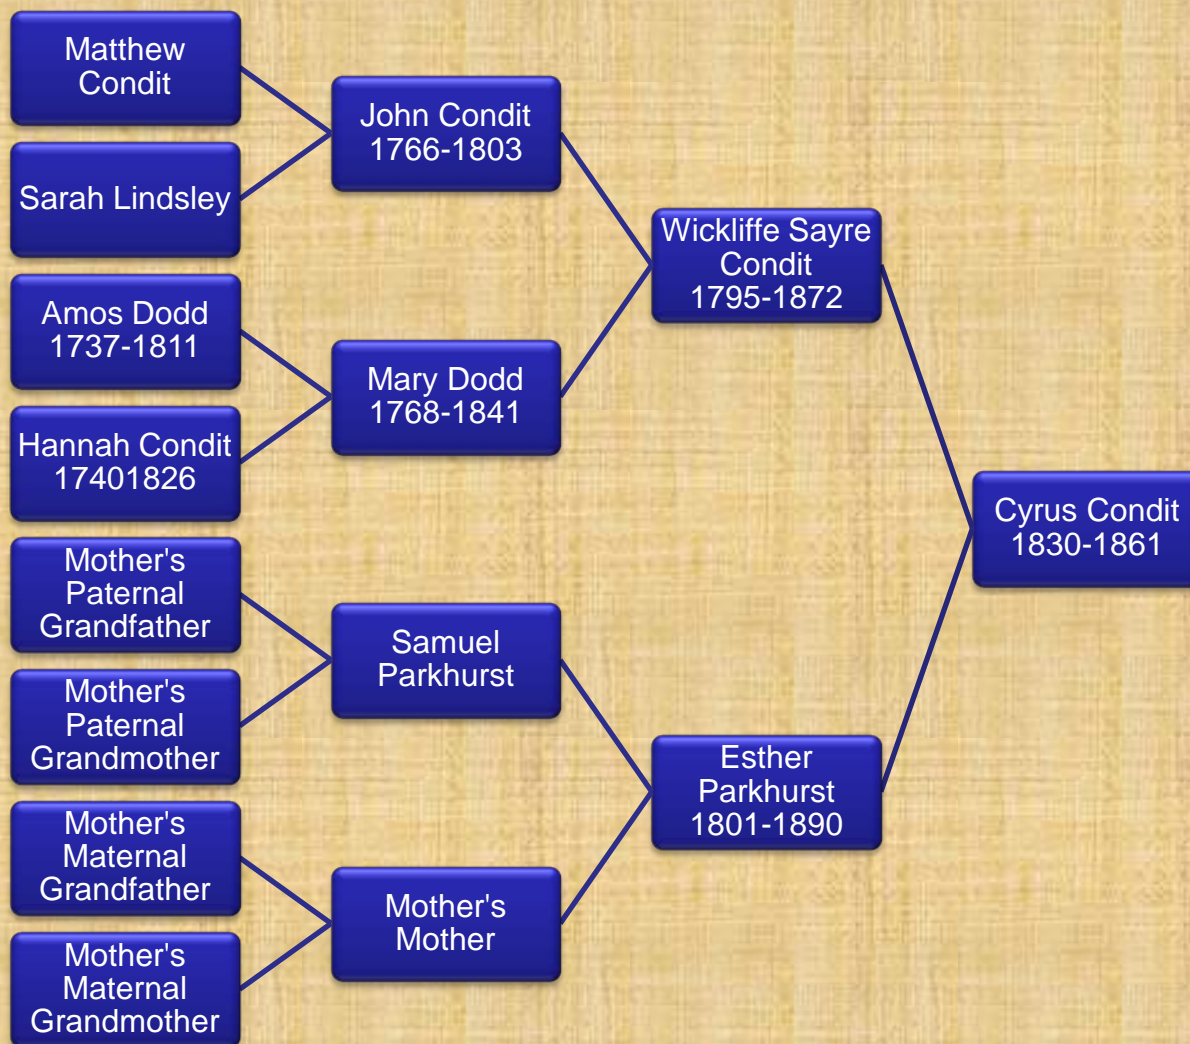 Matthew
Condit
Sarah Lindsley
Amos Dodd
1737-1811
Hannah Condit
17401826
Mother's
Paternal
Grandfather
Mother's
Paternal
Grandmother
Mother's
Maternal
Grandfather
Mother's
Maternal
Grandmother
John Condit
1766-1803
Mary Dodd
1768-1841
Samuel
Parkhurst
Mother's
Mother
Wickliffe Sayre
Condit
1795-1872
Esther
Parkhurst
1801-1890
Cyrus Condit
1830-1861